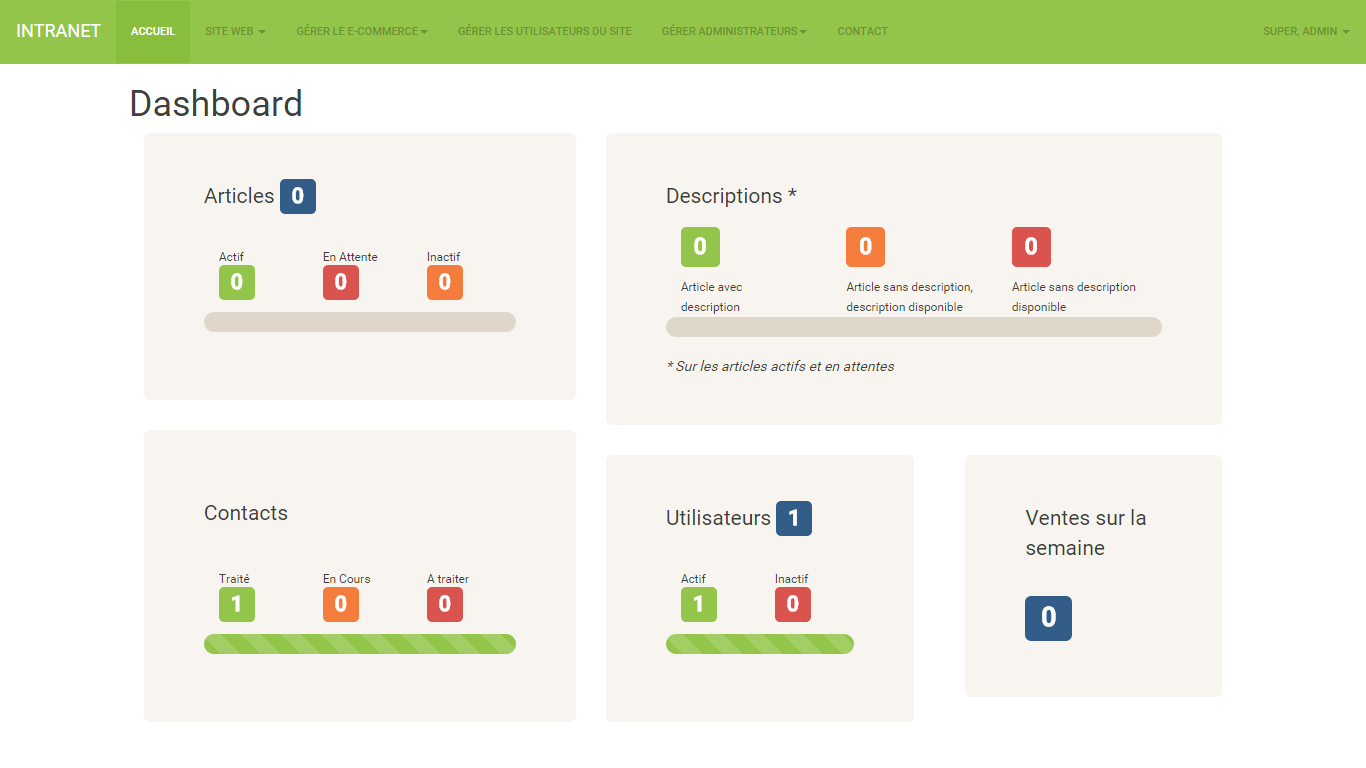 INTRANET ACCUEIL SITE WEB GÉRER LE E-COMMERCE GÉRER LES UTILISATEURS DU SITE GÉRER ADMINISTRATEURS CONTACT SUPER, ADMIN
Dashboard
Articles 0
Actif En Attente Inactif
0 0 0
Descriptions *
0 0 0
Article avec
description
Article sans description,
description disponible
Article sans description
disponible
* Sur les articles actifs et en attentes
Contacts
Traité En Cours A traiter
1 0 0
Utilisateurs 1
Actif Inactif
1 0
Ventes sur la
semaine
0